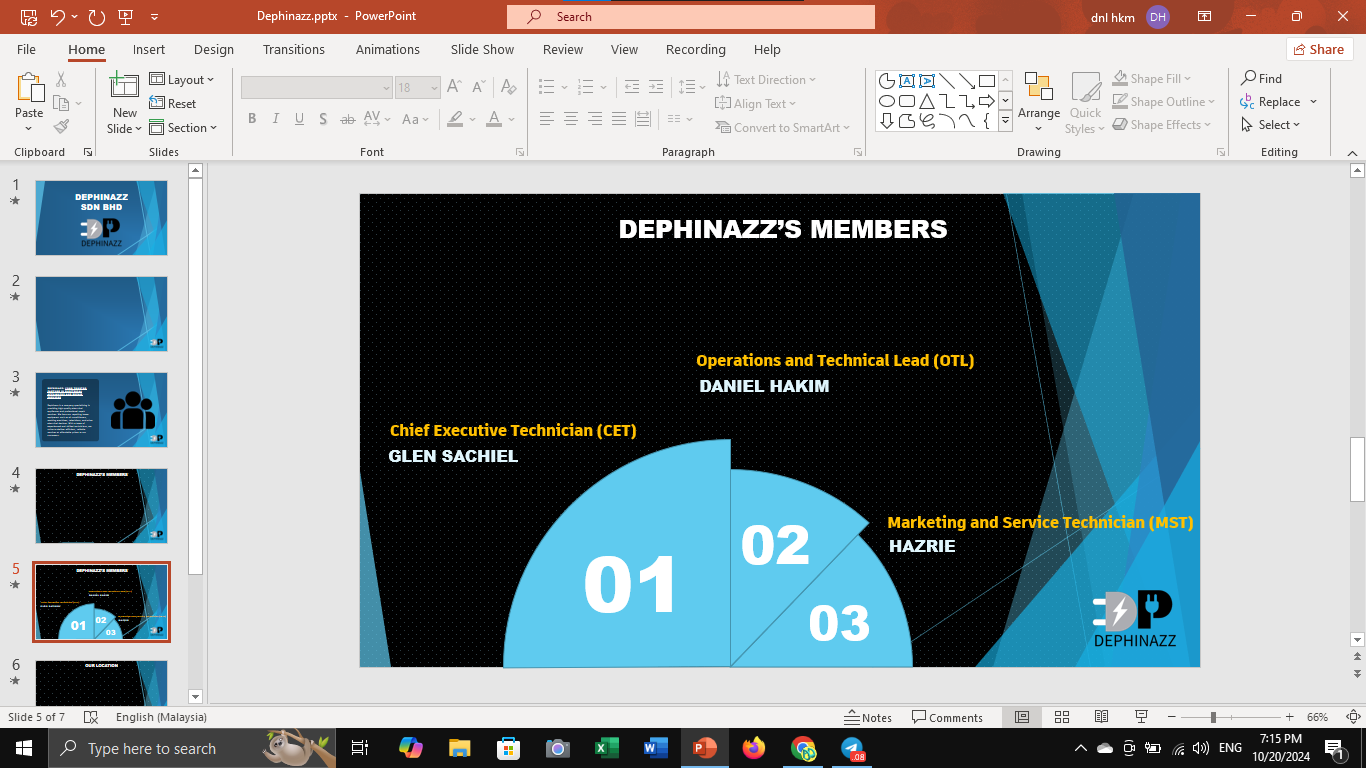 Dephinazz.pptx - PowerPoint
Search
dnl hkm
DH
File
Home
Insert
Design
Transitions
Animations
Slide Show
Review
View
Recording
Help
Share
Paste
New
Slide
Layout
Reset
Section
18
B I U S ab AV Aa
A
Text Direction
Align Text
Convert to SmartArt
Arrange
Quick
Styles
Shape Fill
Shape Outline
Shape Effects
Find
Replace
Select
Clipboard
Slides
Font
Paragraph
Drawing
Editing
1
DEPHINAZZ
SDN BHD
DEPHINAZZ
2
3
4
DEPHINAZZ'S MEMBERS
5
DEPHINAZZ'S MEMBERS
01
02
03
6
OUR LOCATION
DEPHINAZZ’S MEMBERS
Operations and Technical Lead (OTL)
DANIEL HAKIM
Chief Executive Technician (CET)
GLEN SACHIEL
Marketing and Service Technician (MST)
HAZRIE
01
02
03
DP
DEPHINAZZ
Slide 5 of 7
English (Malaysia)
Notes
Comments
66%
Type here to search
.08
ENG
7:15 PM
10/20/2024
1